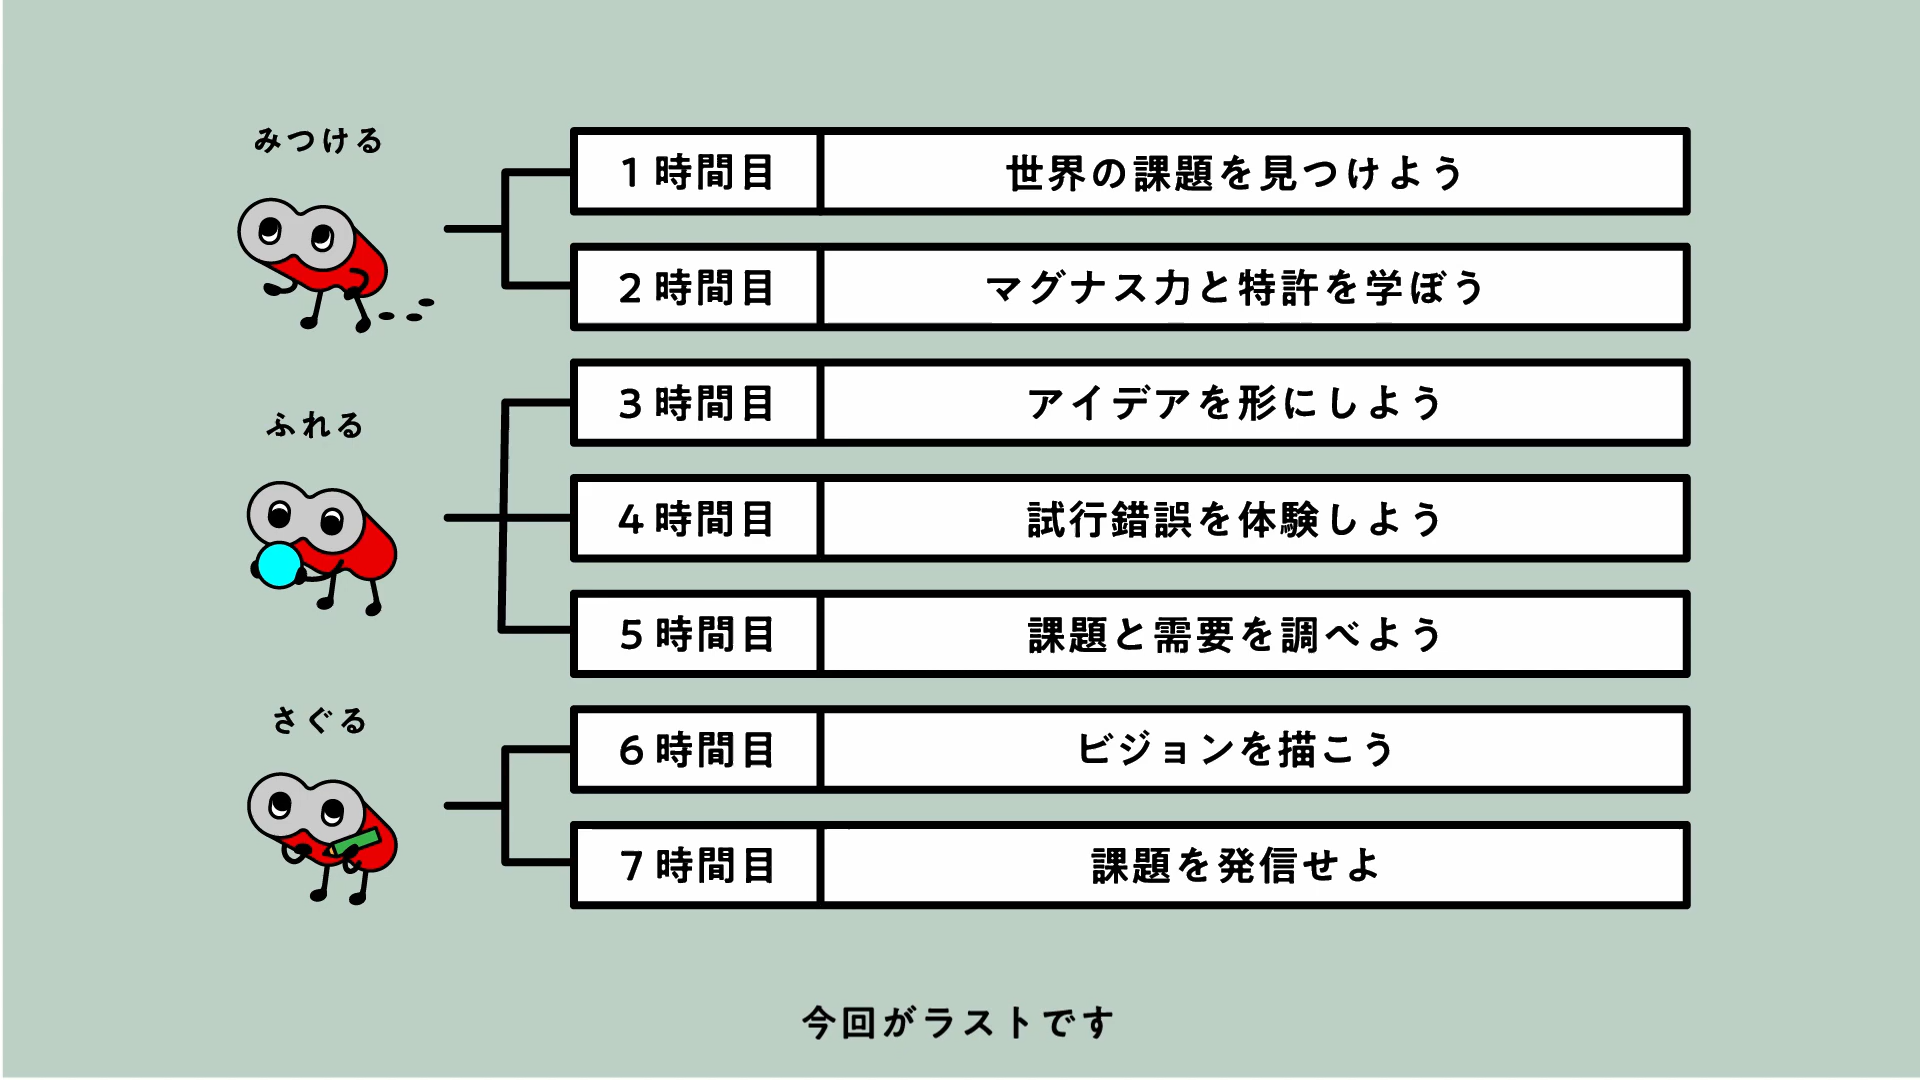 みつける
1時間目 世界の課題を見つけよう
2時間目 マグナス力と特許を学ぼう
ふれる
3時間目 アイデアを形にしよう
4時間目 試行錯誤を体験しよう
5時間目 課題と需要を調べよう
さぐる
6時間目 ビジョンを描こう
7時間目 課題を発信せよ
今回がラストです